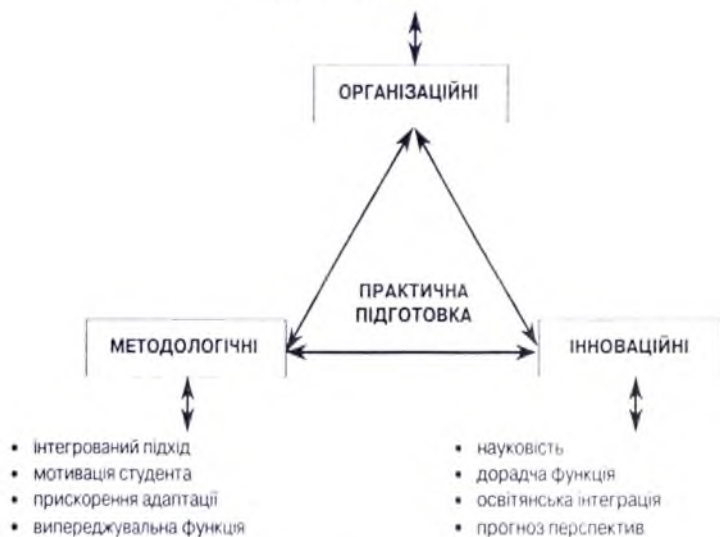 ОРГАНІЗАЦІЙНІ
ПРАКТИЧНА
ПІДГОТОВКА
МЕТОДОЛОГІЧНІ
ІННОВАЦІЙНІ
• інтегрований підхід
• мотивація студента
• прискорення адаптації
• випереджувальна функція
• науковість
• дорадча функція
• освітянська інтеграція
• прогноз перспектив